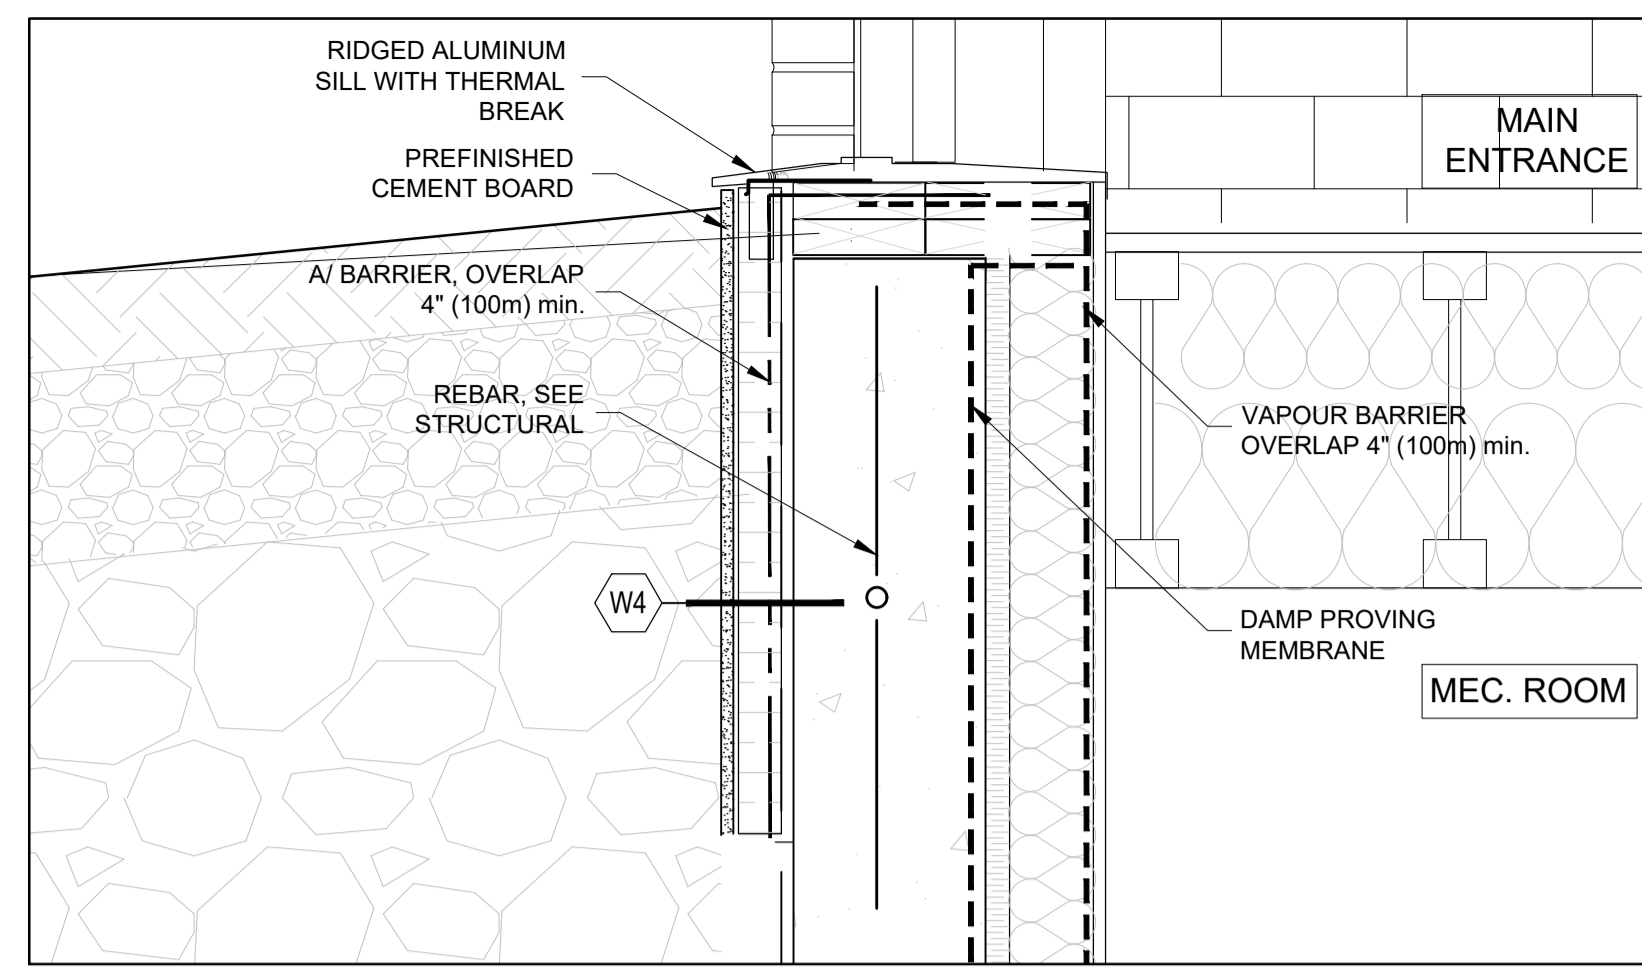 RIDGED ALUMINUM
SILL WITH THERMAL
BREAK
PREFINISHED
CEMENT BOARD
A/ BARRIER, OVERLAP
4" (100m) min.
REBAR, SEE
STRUCTURAL
W4
MAIN
ENTRANCE
VAPOUR BARRIER
OVERLAP 4" (100m) min.
DAMP PROVING
MEMBRANE
MEC. ROOM